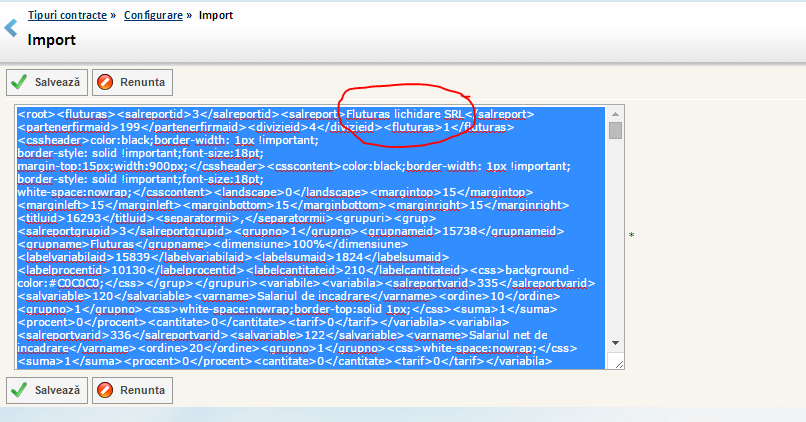 Tipuri contracte » Configurare » Import
Import
Salvează Renunta
<root><fluturas><salreportid>3</salreportid><salreport>Fluturas lichidare SRL</salreport>
<partenerfirmaid>199</partenerfirmaid><divizieid>4</divizieid><fluturas>1</fluturas>
<cssheader>color:black;border-width: 1px !important;
border-style: solid !important;font-size:18pt;
margin-top:15px;width:900px;</cssheader><csscontent>color:black;border-width: 1px !important;
border-style: solid !important;font-size:18pt;
white-space:nowrap;</csscontent><landscape>0</landscape><margintop>15</margintop>
<marginleft>15</marginleft><marginbottom>15</marginbottom><marginright>15</marginright>
<titluid>16293</titluid><separatormii>,</separatormii><grupuri><grup>
<salreportgrupid>3</salreportgrupid><grupno>1</grupno><grupnameid>15738</grupnameid>
<grupname>Fluturas</grupname><dimensiune>100%</dimensiune>
<labelvariabilaid>15839</labelvariabilaid><labelsumaid>1824</labelsumaid>
<labelprocentid>10130</labelprocentid><labelcantitateid>210</labelcantitateid><css>background-
color:#C0C0C0;</css></grup></grupuri><variabile><variabila><salreportvarid>335</salreportvarid>
<salvariable>120</salvariable><varname>Salariul de incadrare</varname><ordine>10</ordine>
<grupno>1</grupno><css>white-space:nowrap;border-top:solid 1px;</css><suma>1</suma>
<procent>0</procent><cantitate>0</cantitate><tarif>0</tarif></variabila><variabila>
<salreportvarid>336</salreportvarid><salvariable>122</salvariable><varname>Salariul net de
incadrare</varname><ordine>20</ordine><grupno>1</grupno><css>white-space:nowrap;</css>
<suma>1</suma><procent>0</procent><cantitate>0</cantitate><tarif>0</tarif></variabila>
*
Salvează Renunta